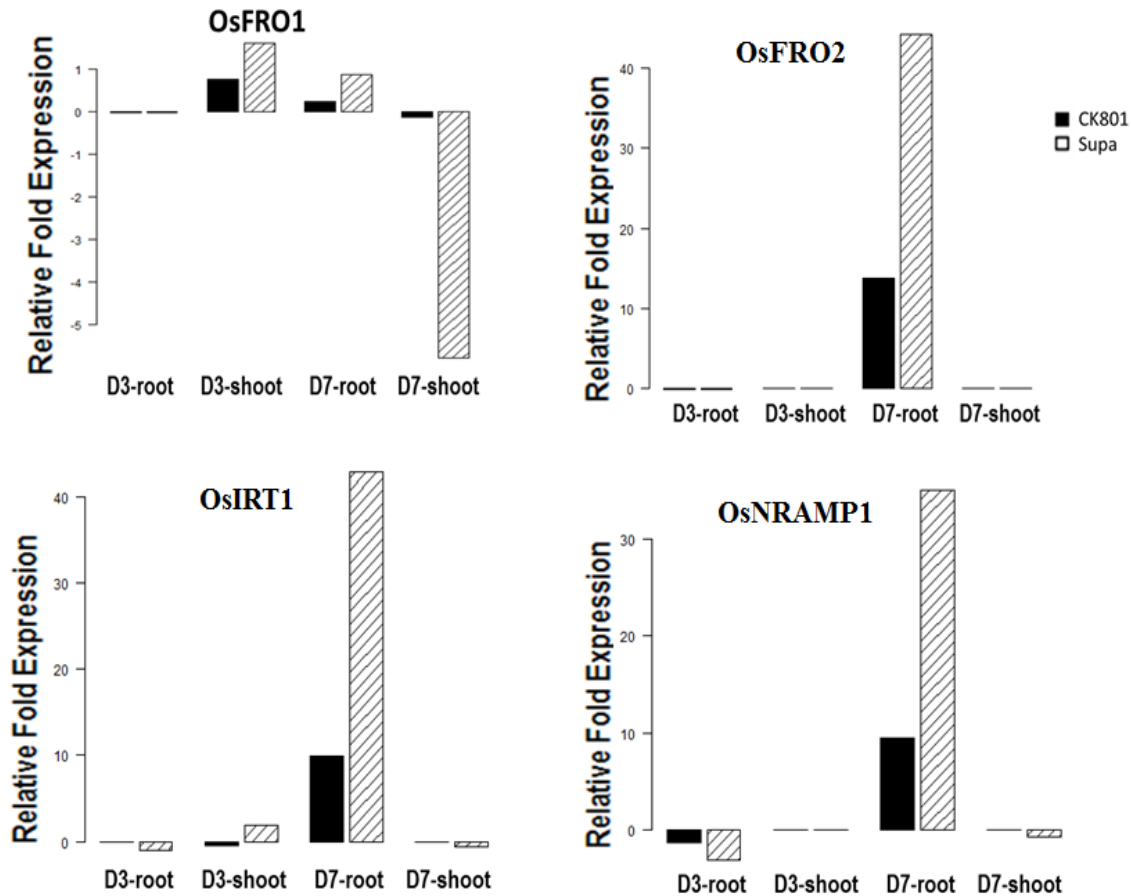 OsFRO1
Relative Fold Expression
1
0
-1
-2
-3
-4
-5
D3-root D3-shoot D7-root D7-shoot
OsFRO2
Relative Fold Expression
40
30
20
10
0
D3-root D3-shoot D7-root D7-shoot
CK801
Supa
OsIRT1
Relative Fold Expression
40
30
20
10
0
D3-root D3-shoot D7-root D7-shoot
OsNRAMP1
Relative Fold Expression
30
20
10
0
D3-root D3-shoot D7-root D7-shoot